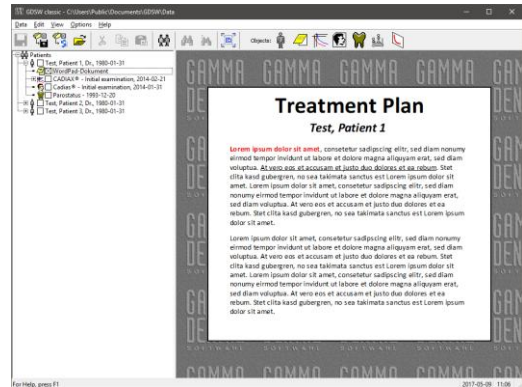 GDSW classic - C:\Users\Public\Documents\GDSW\Data
Data Edit View Options Help
Objects:
Patients
Test, Patient 1, Dr., 1980-01-31
WordPad-Dokument
CADIAX® - Initial examination, 2014-02-21
Cadias® - Initial examination, 2014-01-31
Parostatus - 1993-12-20
Test, Patient 2, Dr., 1980-01-31
Test, Patient 3, Dr., 1980-01-31
GAMMA GAMMA GAMMA GAMMA
Treatment Plan
Test, Patient 1
Lorem ipsum dolor sit amet, consetetur sadipscing elitr, sed diam
nonumy eirmod tempor invidunt ut labore et dolore magna aliquyam erat, sed diam
voluptua. At vero eos et accusam et justo duo dolores et ea rebum. Stet
clita kasd gubergren, no sea takimata sanctus est Lorem ipsum dolor sit
amet. Lorem ipsum dolor sit amet, consetetur sadipscing elitr, sed diam
nonumy eirmod tempor invidunt ut labore et dolore magna aliquyam erat,
sed diam voluptua. At vero eos et accusam et justo duo dolores et ea
rebum. Stet clita kasd gubergren, no sea takimata sanctus est Lorem ipsum
dolor sit amet.
Lorem ipsum dolor sit amet, consetetur sadipscing elitr, sed diam
nonumy eirmod tempor invidunt ut labore et dolore magna aliquyam erat,
sed diam voluptua. At vero eos et accusam et justo duo dolores et ea
rebum. Stet clita kasd gubergren, no sea takimata sanctus est Lorem ipsum
dolor sit amet. Lorem ipsum dolor sit amet, consetetur sadipscing elitr,
sed diam nonumy eirmod tempor invidunt ut labore et dolore magna aliquyam erat,
sed diam voluptua. At vero eos et accusam et justo duo dolores et ea
rebum. Stet clita kasd gubergren, no sea takimata sanctus est Lorem ipsum
dolor sit amet.
GAMMA GAMMA GAMMA GAMMA
For Help, press F1
2017-05-09 11:06